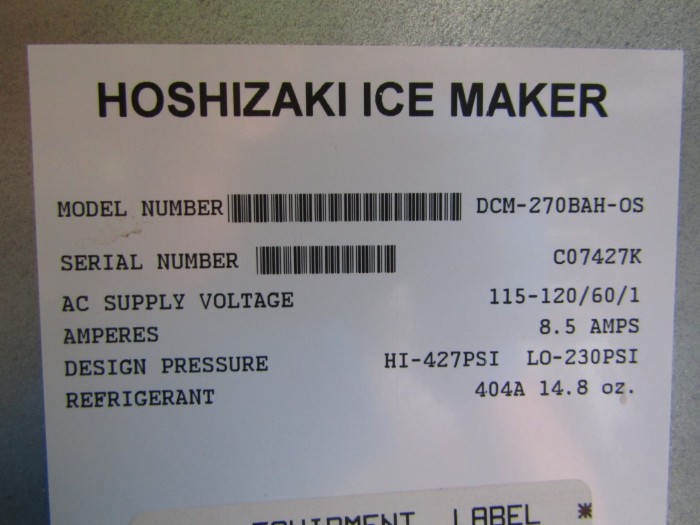 HOSHIZAKI ICE MAKER
MODEL NUMBER DCM-270BAH-OS
SERIAL NUMBER C07427K
AC SUPPLY VOLTAGE 115-120/60/1
AMPERES 8.5 AMPS
DESIGN PRESSURE HI-427PSI LO-230PSI
REFRIGERANT 404A 14.8 oz.
EQUIPMENT LABEL *